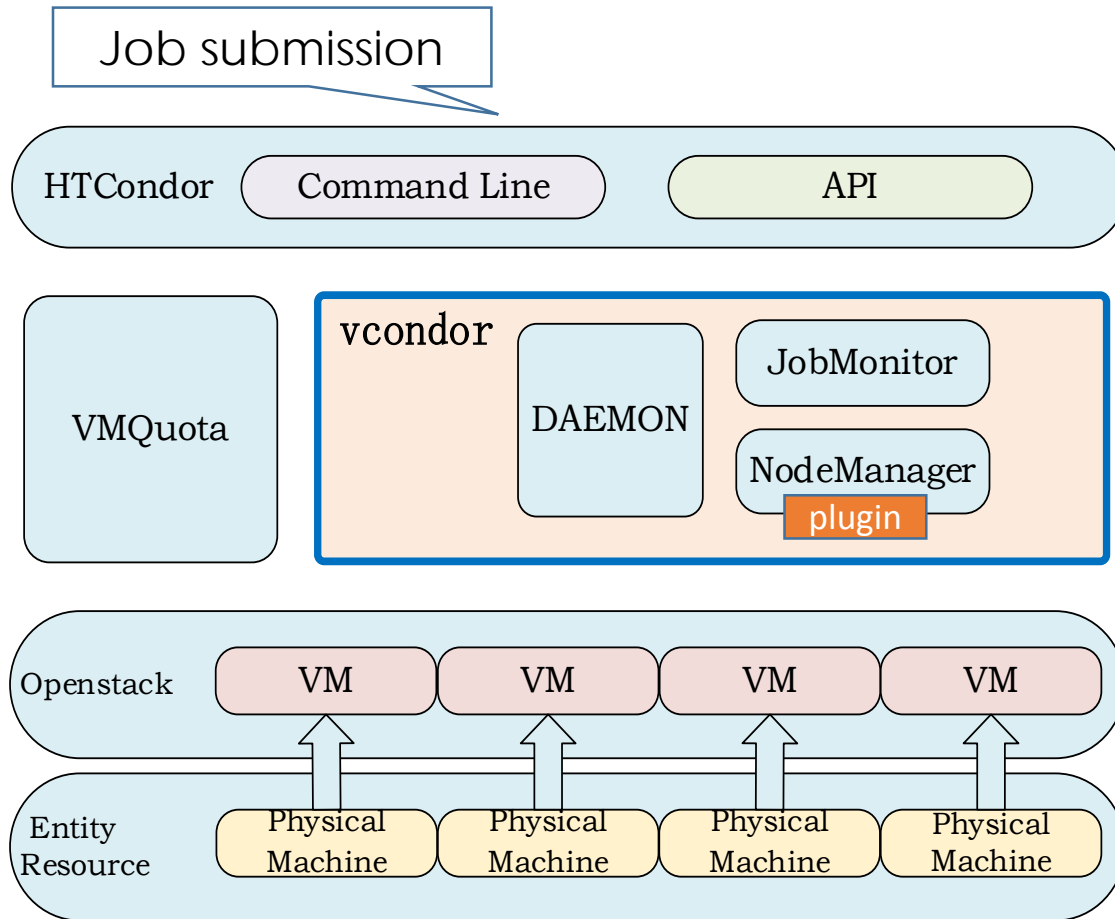 Job submission
HTCondor
Command Line
API
VMQuota
vcondor
DAEMON
JobMonitor
NodeManager
plugin
Openstack
VM
VM
VM
VM
Entity
Resource
Physical
Machine
Physical
Machine
Physical
Machine
Physical
Machine